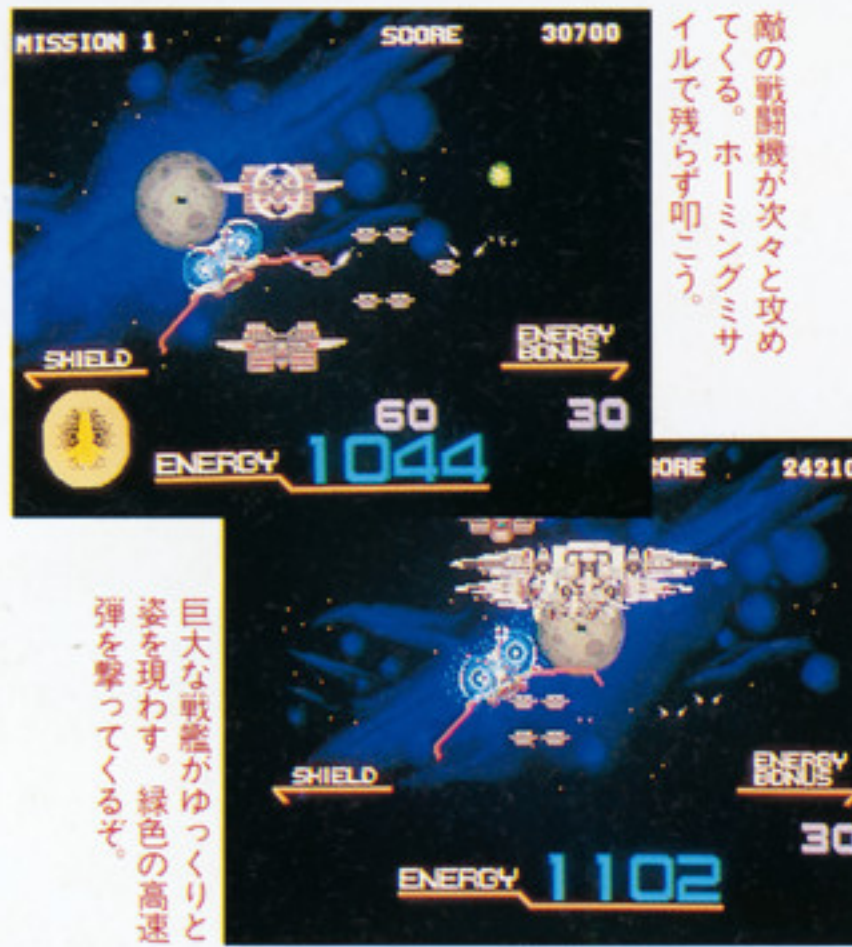 MISSION 1 SCORE 30700
SHIELD ENERGY
BONUS
60 30
ENERGY 1044
敵の戦闘機が次々と攻め
てくる。ホーミングミサ
イルで残らず叩こう。
ORE 24210
SHIELD ENERGY
BONUS
30
ENERGY 1102
巨大な戦艦がゆっくりと
姿を現わす。緑色の高速
弾を撃ってくるぞ。